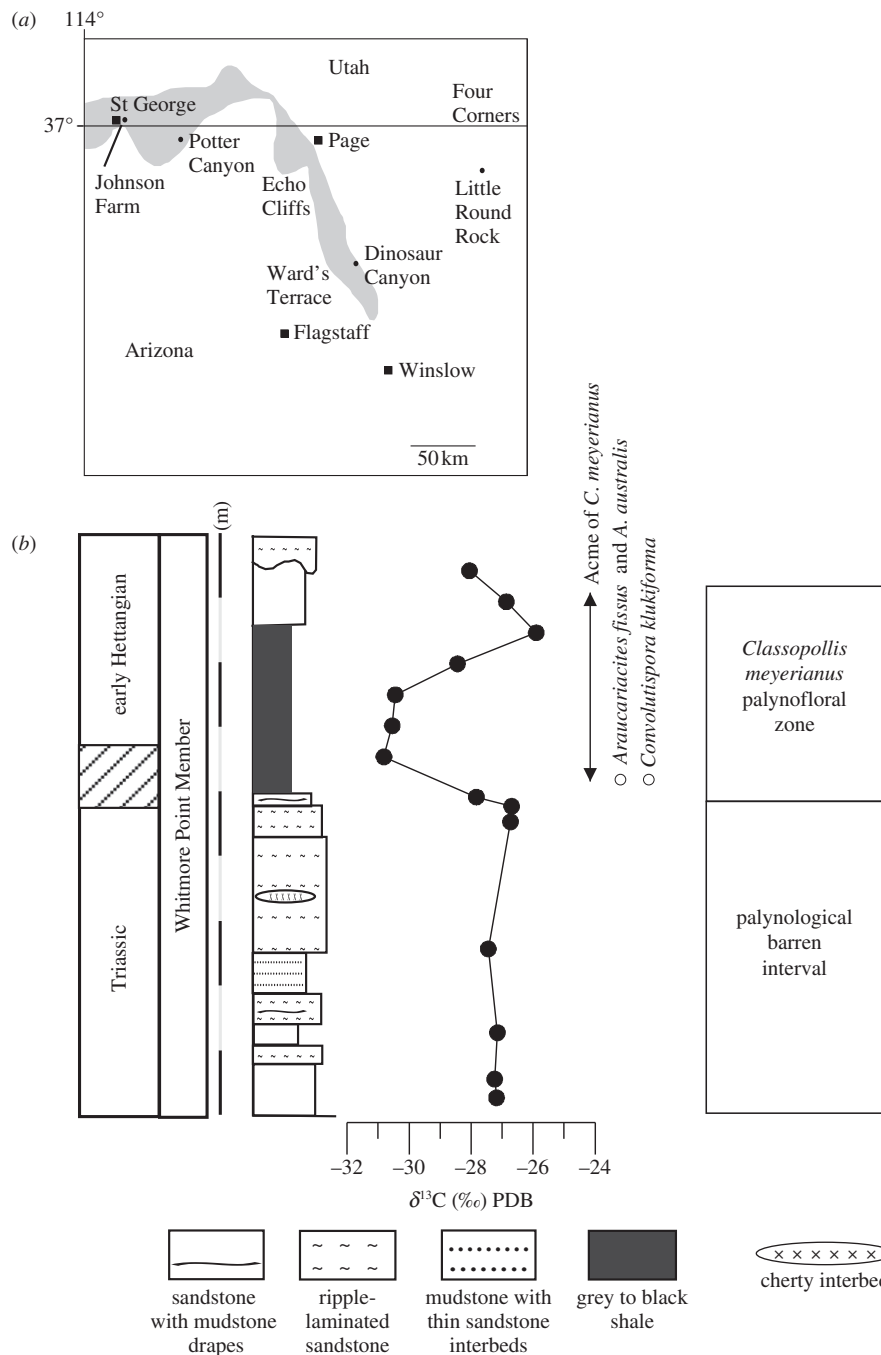 (a)
114°
Utah
Four
Corners
St George
37°
Potter
Canyon
Page
Johnson
Farm
Echo
Cliffs
Little
Round
Rock
Dinosaur
Canyon
Ward's
Terrace
Flagstaff
Arizona
Winslow
50 km
(b)
early Hettangian
Triassic
Whitmore Point Member
(m)
Acme of C. meyerianus
Araucariacites fissus and A. australis
Convolutispora klukiforma
Classopollis
meyerianus
palynofloral
zone
palynological
barren
interval
–32 –30 –28 –26 –24
δ¹³C (‰) PDB
sandstone
with mudstone
drapes
ripple-
laminated
sandstone
mudstone with
thin sandstone
interbeds
grey to black
shale
cherty interbe